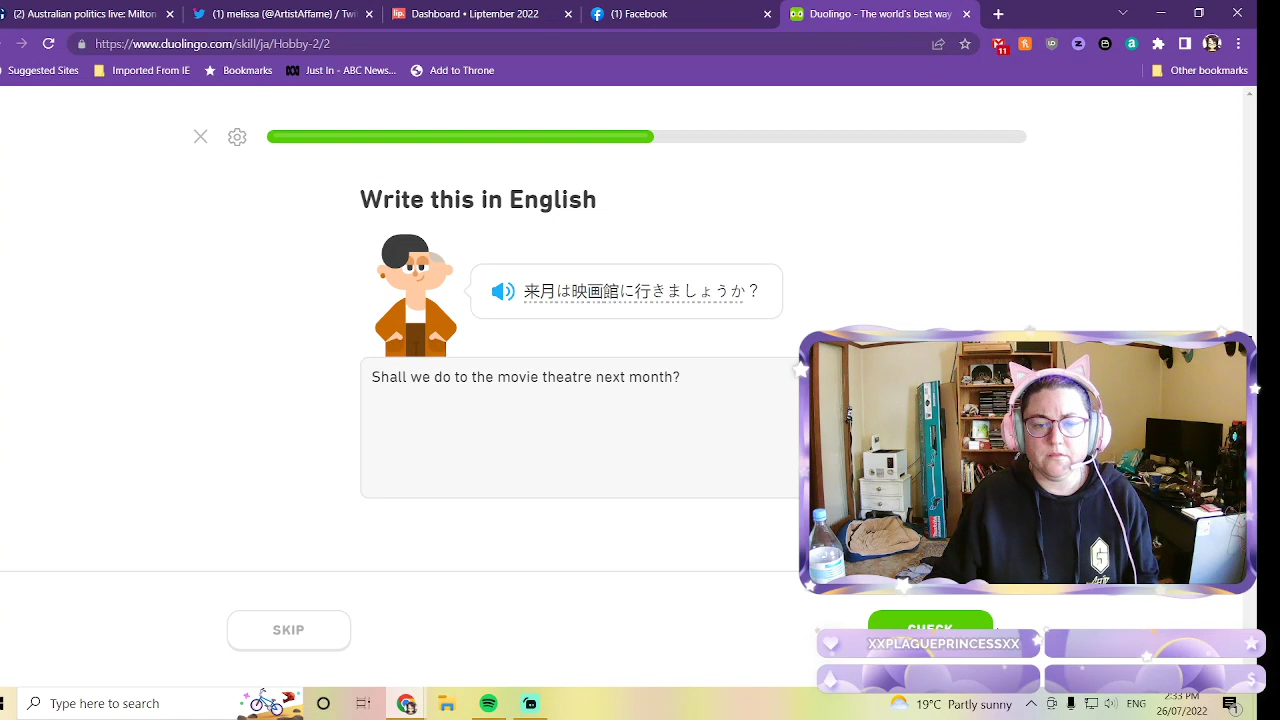 (2) Australian politics live: Milton
(1) melissa (@ArtistAffame) / Twi
Dashboard • Liptember 2022
(1) Facebook
Duolingo - The world's best way
https://www.duolingo.com/skill/ja/Hobby-2/2
11
Suggested Sites
Imported From IE
Bookmarks
Just In - ABC News...
Add to Throne
Other bookmarks
Write this in English
来月は映画館に行きましょうか？
Shall we do to the movie theatre next month?
SKIP
CHECK
XXPLAGUEPRINCESSXX
Type here to search
19°C Partly sunny
ENG
2:33 PM
26/07/2022
1